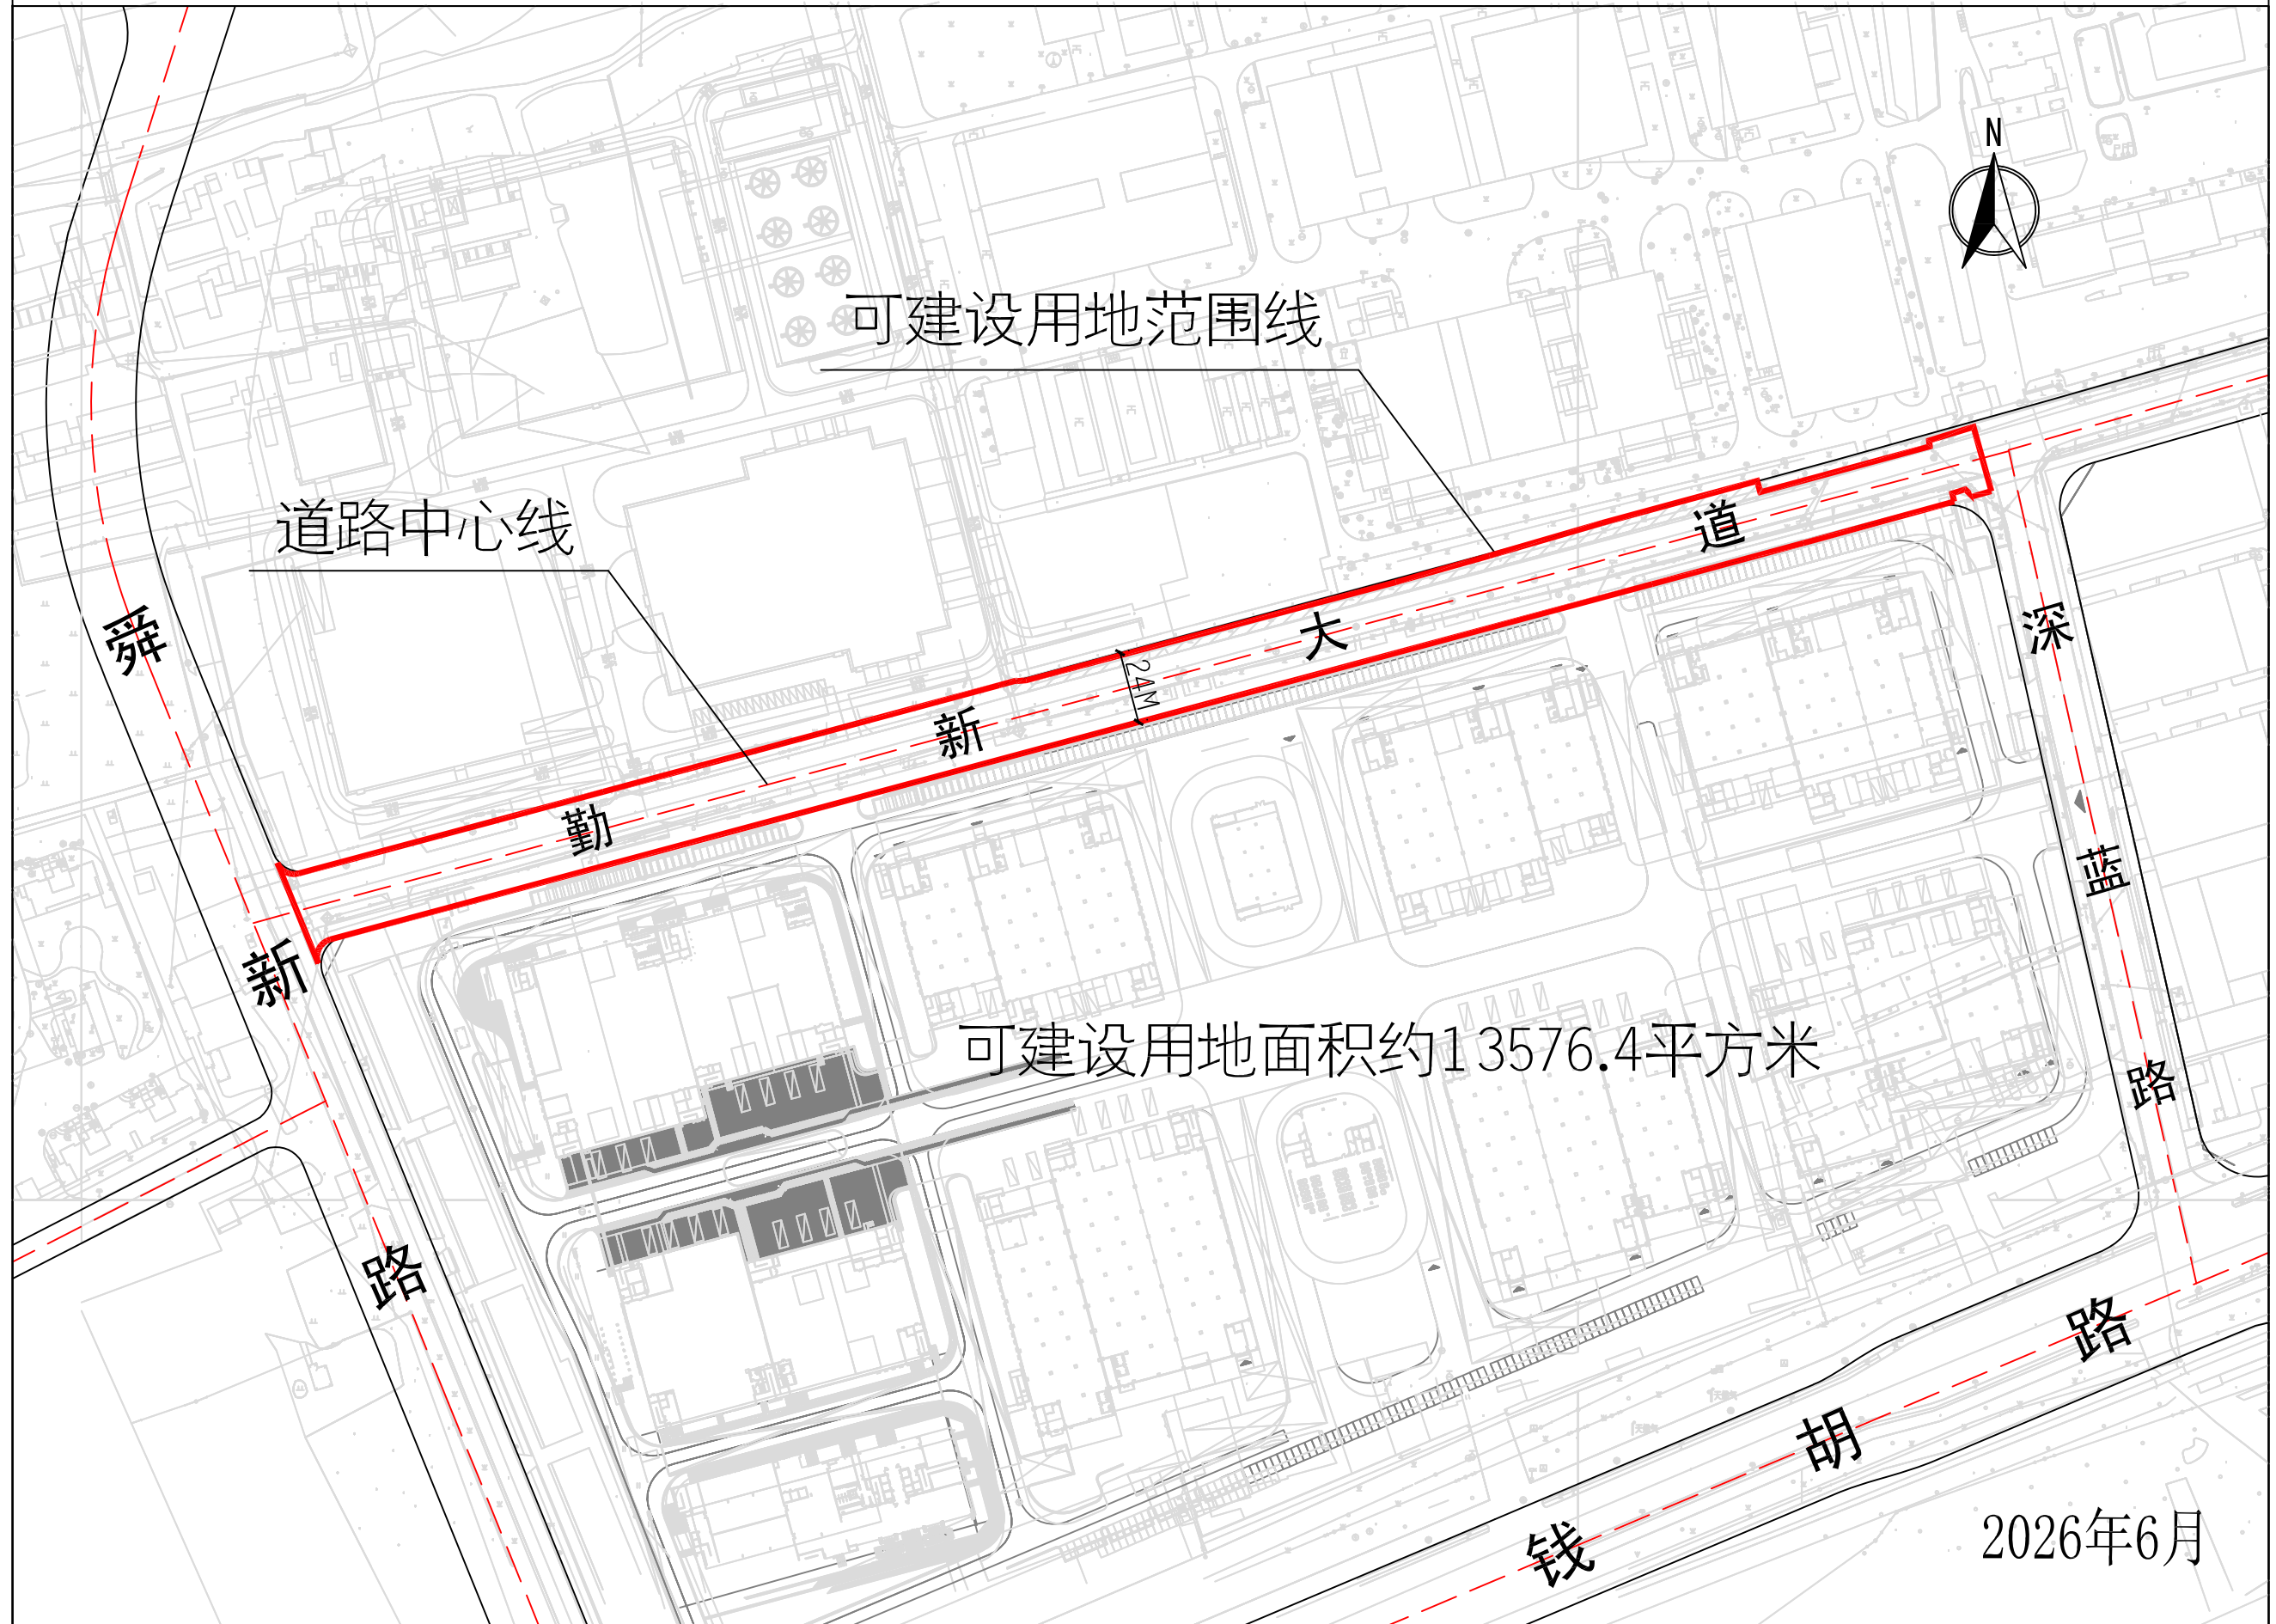 N
可建设用地范围线
道路中心线
舜新路
勤新大道
24M
深蓝路
可建设用地面积约13576.4平方米
钱胡路
2026年6月